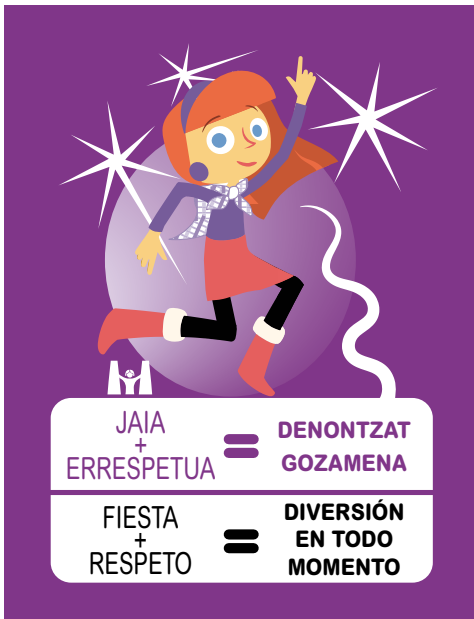 JAIA
+
ERRESPETUA
=
DENONTZAT
GOZAMENA
FIESTA
+
RESPETO
=
DIVERSIÓN
EN TODO
MOMENTO